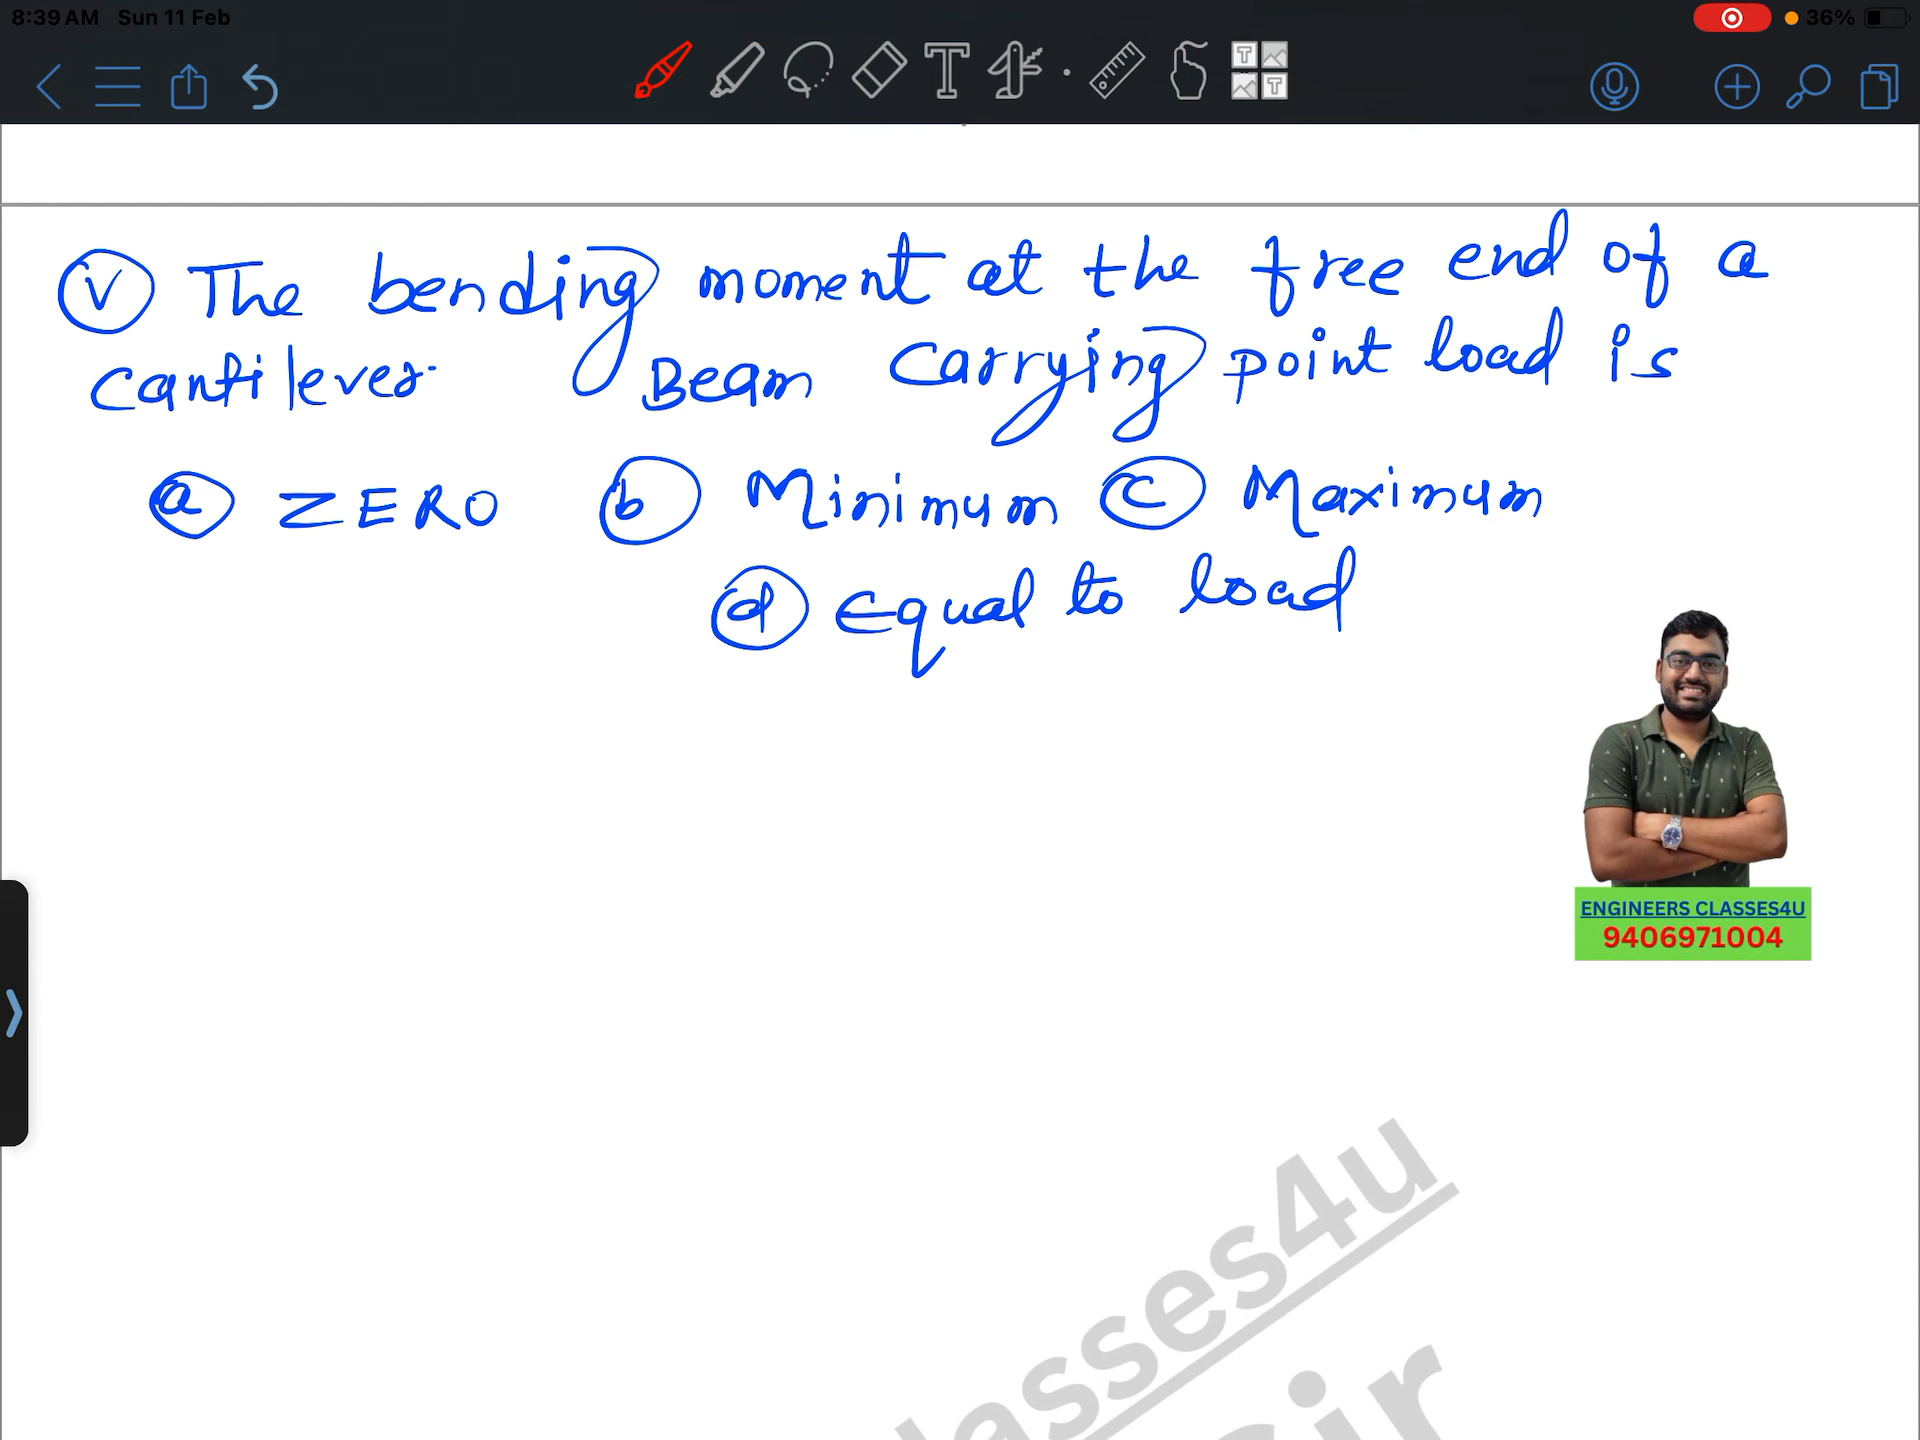 8:39 AM Sun 11 Feb
36%
(v) The bending moment at the free end of a
cantilever Beam carrying point load is
(a) ZERO (b) Minimum (c) Maximum
(d) Equal to load
ENGINEERS CLASSES4U
9406971004
lasses4u
Sir